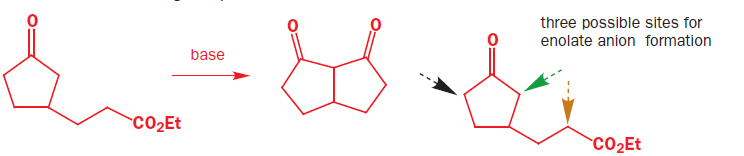 O
base
CO2Et
O
O
O
CO2Et
three possible sites for
enolate anion formation